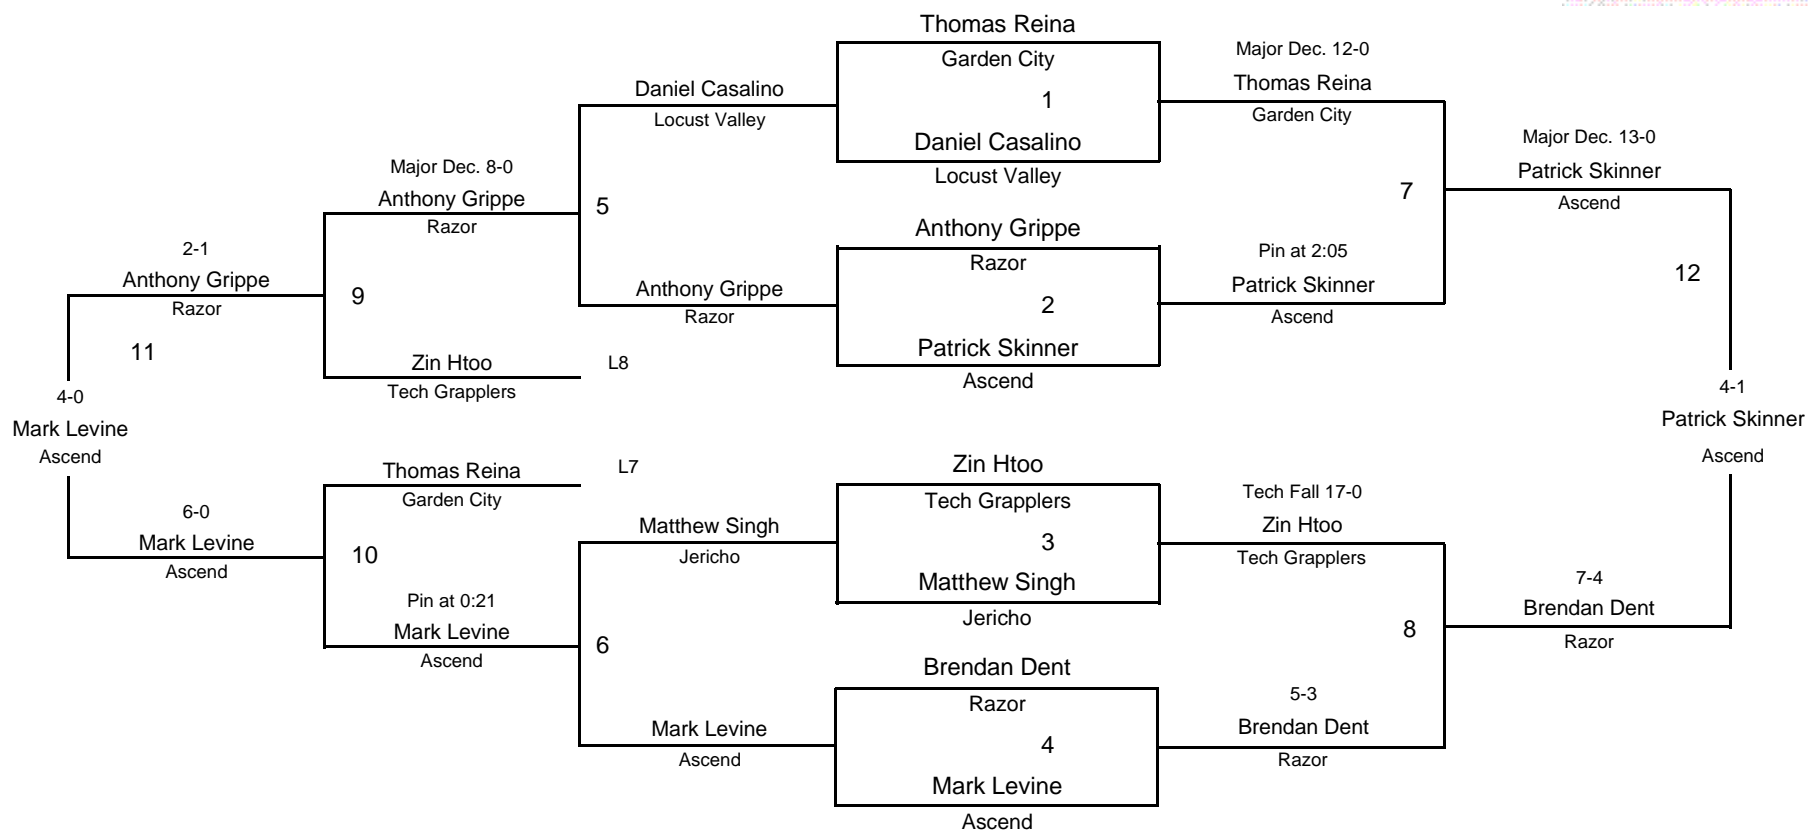 Thomas Reina
Garden City
1
Daniel Casalino
Locust Valley
Anthony Grippe
Razor
2
Patrick Skinner
Ascend
Zin Htoo
Tech Grapplers
3
Matthew Singh
Jericho
Brendan Dent
Razor
4
Mark Levine
Ascend
Major Dec. 12-0
Thomas Reina
Garden City
7
Pin at 2:05
Patrick Skinner
Ascend
Tech Fall 17-0
Zin Htoo
Tech Grapplers
8
5-3
Brendan Dent
Razor
Major Dec. 13-0
Patrick Skinner
Ascend
12
7-4
Brendan Dent
Razor
4-1
Patrick Skinner
Ascend
Daniel Casalino
Locust Valley
5
Anthony Grippe
Razor
L8
L7
Matthew Singh
Jericho
6
Mark Levine
Ascend
Major Dec. 8-0
Anthony Grippe
Razor
9
Zin Htoo
Tech Grapplers
Thomas Reina
Garden City
10
Pin at 0:21
Mark Levine
Ascend
2-1
Anthony Grippe
Razor
11
6-0
Mark Levine
Ascend
4-0
Mark Levine
Ascend